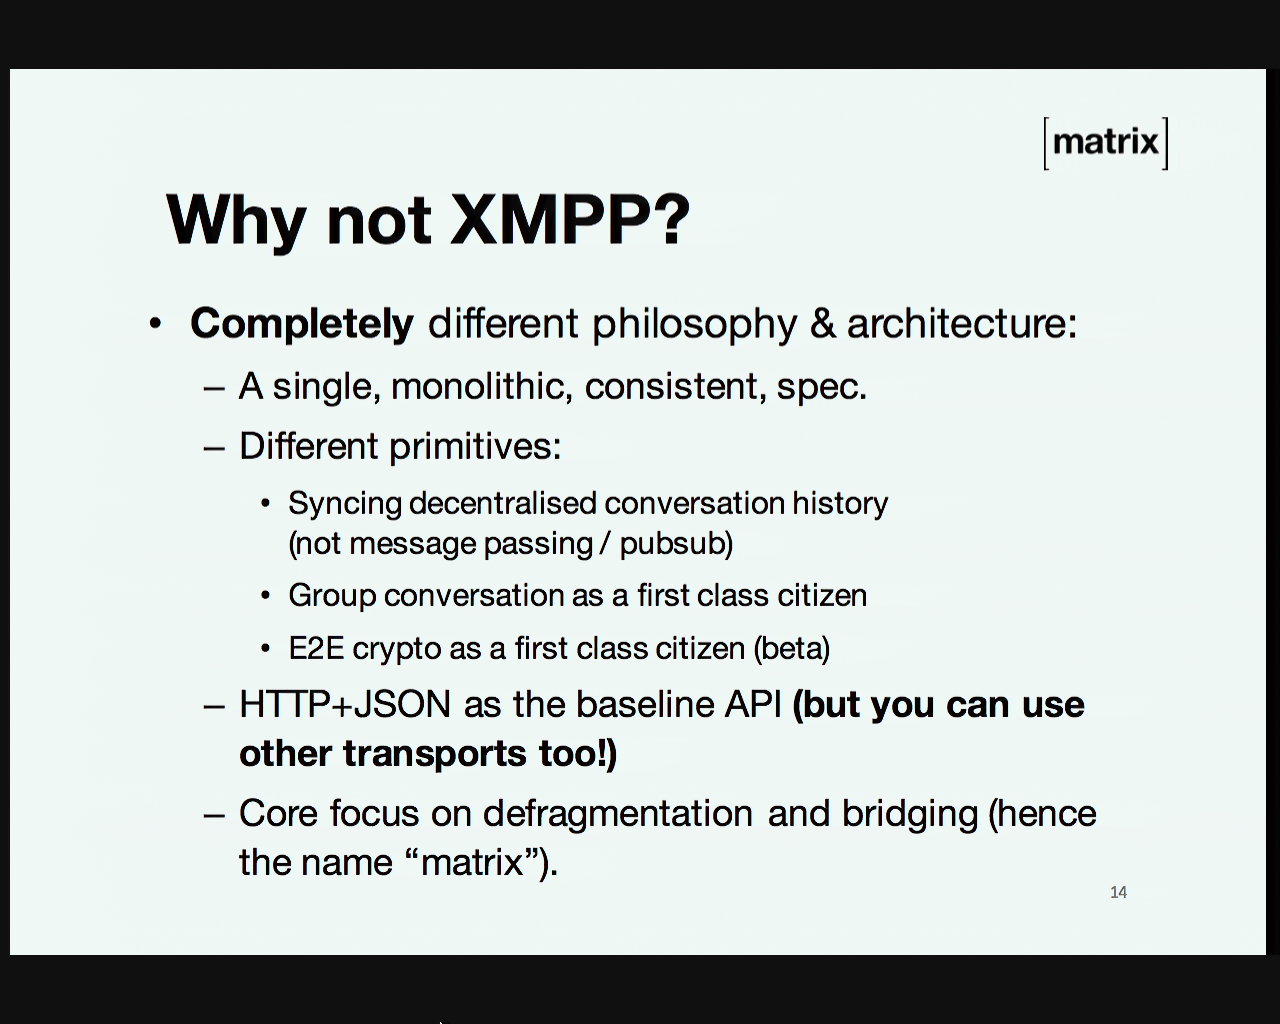 [matrix]
Why not XMPP?
• Completely different philosophy & architecture:
– A single, monolithic, consistent, spec.
– Different primitives:
• Syncing decentralised conversation history
(not message passing / pubsub)
• Group conversation as a first class citizen
• E2E crypto as a first class citizen (beta)
– HTTP+JSON as the baseline API (but you can use
other transports too!)
– Core focus on defragmentation and bridging (hence
the name “matrix”).
14